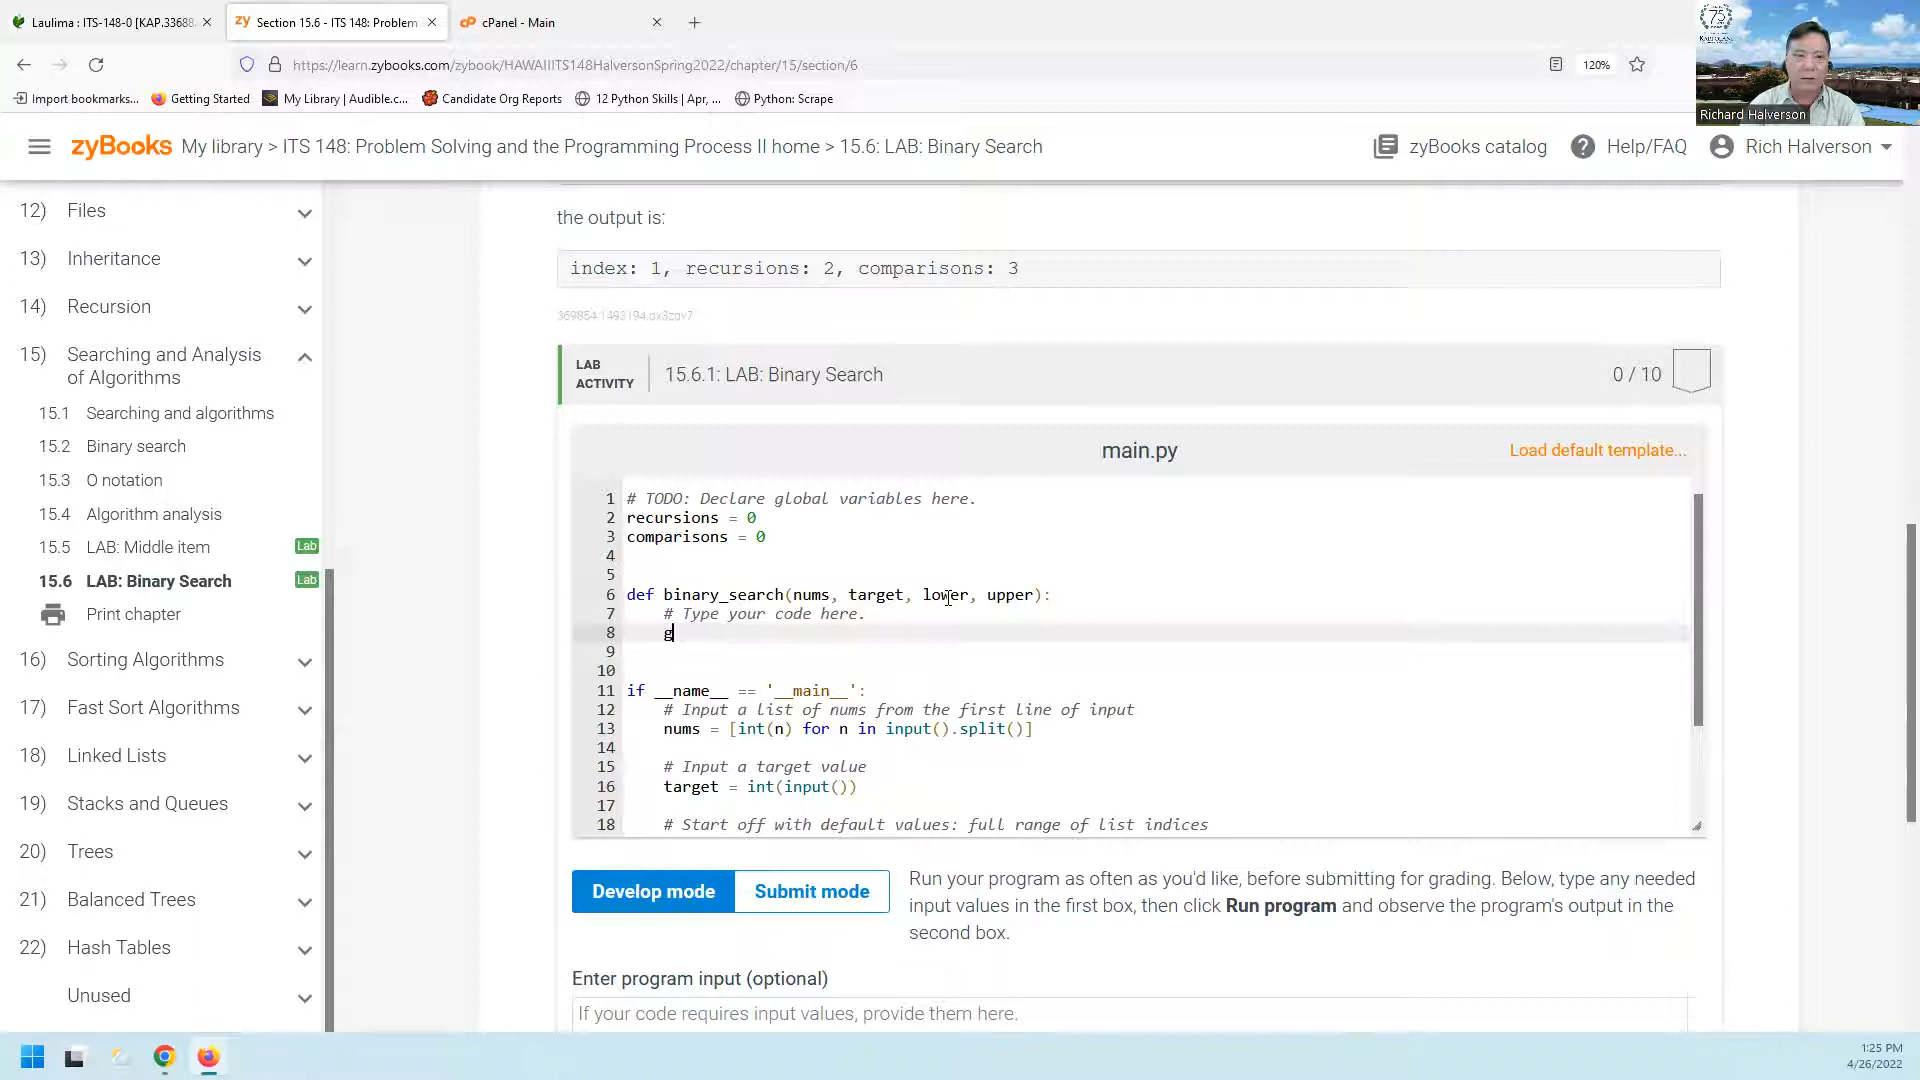 Laulima : ITS-148-0 [KAP.33688.
zy Section 15.6 - ITS 148: Problem
cP cPanel - Main
https://learn.zybooks.com/zybook/HAWAIIITS148HalversonSpring2022/chapter/15/section/6
120%
Import bookmarks...
Getting Started
My Library | Audible.c...
Candidate Org Reports
12 Python Skills | Apr, ...
Python: Scrape
75
Richard Halverson
zyBooks My library > ITS 148: Problem Solving and the Programming Process II home > 15.6: LAB: Binary Search
zyBooks catalog
Help/FAQ
Rich Halverson
12) Files
13) Inheritance
14) Recursion
15) Searching and Analysis
of Algorithms
15.1 Searching and algorithms
15.2 Binary search
15.3 O notation
15.4 Algorithm analysis
15.5 LAB: Middle item Lab
15.6 LAB: Binary Search Lab
Print chapter
16) Sorting Algorithms
17) Fast Sort Algorithms
18) Linked Lists
19) Stacks and Queues
20) Trees
21) Balanced Trees
22) Hash Tables
Unused
the output is:
index: 1, recursions: 2, comparisons: 3
369854.1493194.qx3zqv7
LAB
ACTIVITY
15.6.1: LAB: Binary Search
0 / 10
main.py
Load default template...
1 # TODO: Declare global variables here.
2 recursions = 0
3 comparisons = 0
4
5
6 def binary_search(nums, target, lower, upper):
7 # Type your code here.
8 g
9
10
11 if __name__ == '__main__':
12 # Input a list of nums from the first line of input
13 nums = [int(n) for n in input().split()]
14
15 # Input a target value
16 target = int(input())
17
18 # Start off with default values: full range of list indices
Develop mode
Submit mode
Run your program as often as you'd like, before submitting for grading. Below, type any needed
input values in the first box, then click Run program and observe the program's output in the
second box.
Enter program input (optional)
If your code requires input values, provide them here.
1:25 PM
4/26/2022